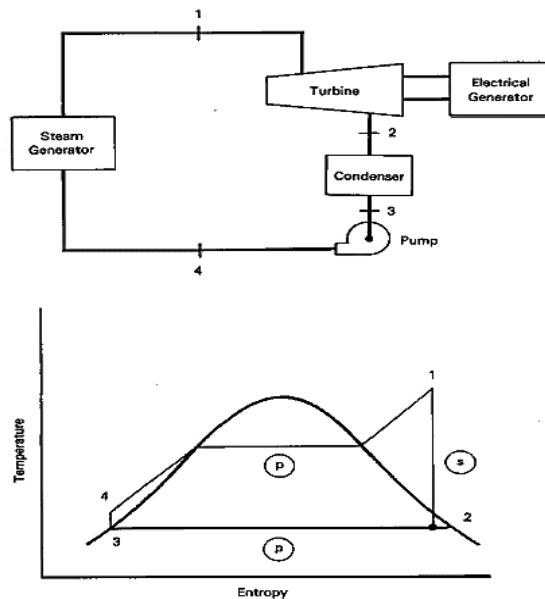 1
Turbine
Electrical
Generator
2
Steam
Generator
Condenser
3
Pump
4
Temperature
1
p
s
4
3
2
p
Entropy